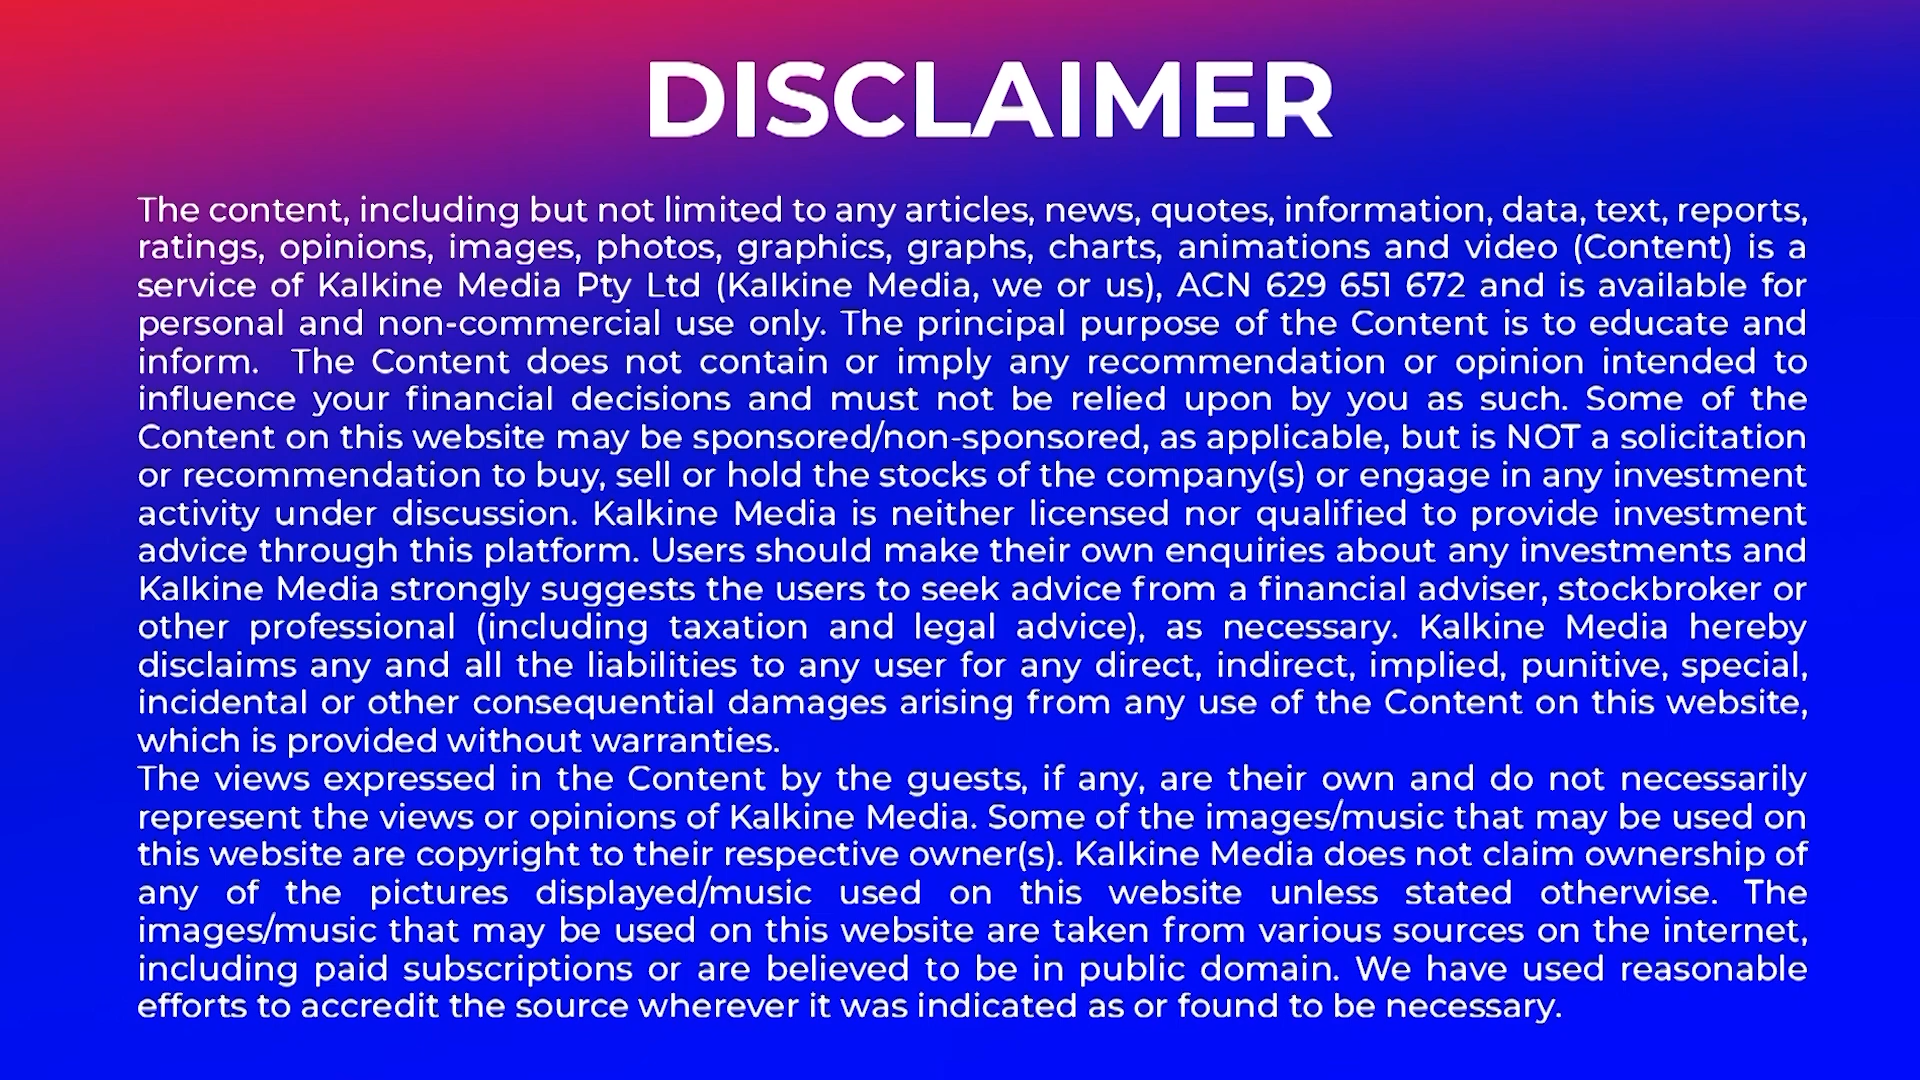 DISCLAIMER
The content, including but not limited to any articles, news, quotes, information, data, text, reports,
ratings, opinions, images, photos, graphics, graphs, charts, animations and video (Content) is a
service of Kalkine Media Pty Ltd (Kalkine Media, we or us), ACN 629 651 672 and is available for
personal and non-commercial use only. The principal purpose of the Content is to educate and
inform.  The Content does not contain or imply any recommendation or opinion intended to
influence your financial decisions and must not be relied upon by you as such. Some of the
Content on this website may be sponsored/non-sponsored, as applicable, but is NOT a solicitation
or recommendation to buy, sell or hold the stocks of the company(s) or engage in any investment
activity under discussion. Kalkine Media is neither licensed nor qualified to provide investment
advice through this platform. Users should make their own enquiries about any investments and
Kalkine Media strongly suggests the users to seek advice from a financial adviser, stockbroker or
other professional (including taxation and legal advice), as necessary. Kalkine Media hereby
disclaims any and all the liabilities to any user for any direct, indirect, implied, punitive, special,
incidental or other consequential damages arising from any use of the Content on this website,
which is provided without warranties.
The views expressed in the Content by the guests, if any, are their own and do not necessarily
represent the views or opinions of Kalkine Media. Some of the images/music that may be used on
this website are copyright to their respective owner(s). Kalkine Media does not claim ownership of
any of the pictures displayed/music used on this website unless stated otherwise. The
images/music that may be used on this website are taken from various sources on the internet,
including paid subscriptions or are believed to be in public domain. We have used reasonable
efforts to accredit the source wherever it was indicated as or found to be necessary.